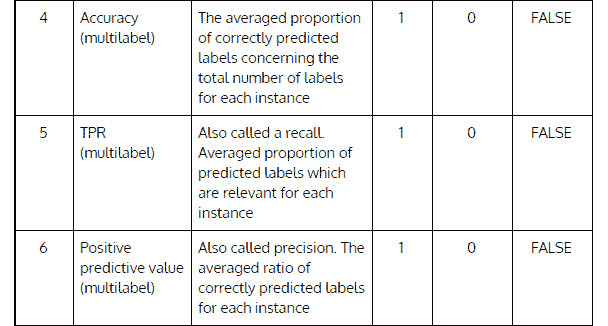 4 Accuracy The averaged proportion 1 0 FALSE
(multilabel) of correctly predicted
labels concerning the
total number of labels
for each instance
5 TPR Also called a recall. 1 0 FALSE
(multilabel) Averaged proportion of
predicted labels which
are relevant for each
instance
6 Positive Also called precision. The 1 0 FALSE
predictive value averaged ratio of
(multilabel) correctly predicted labels
for each instance